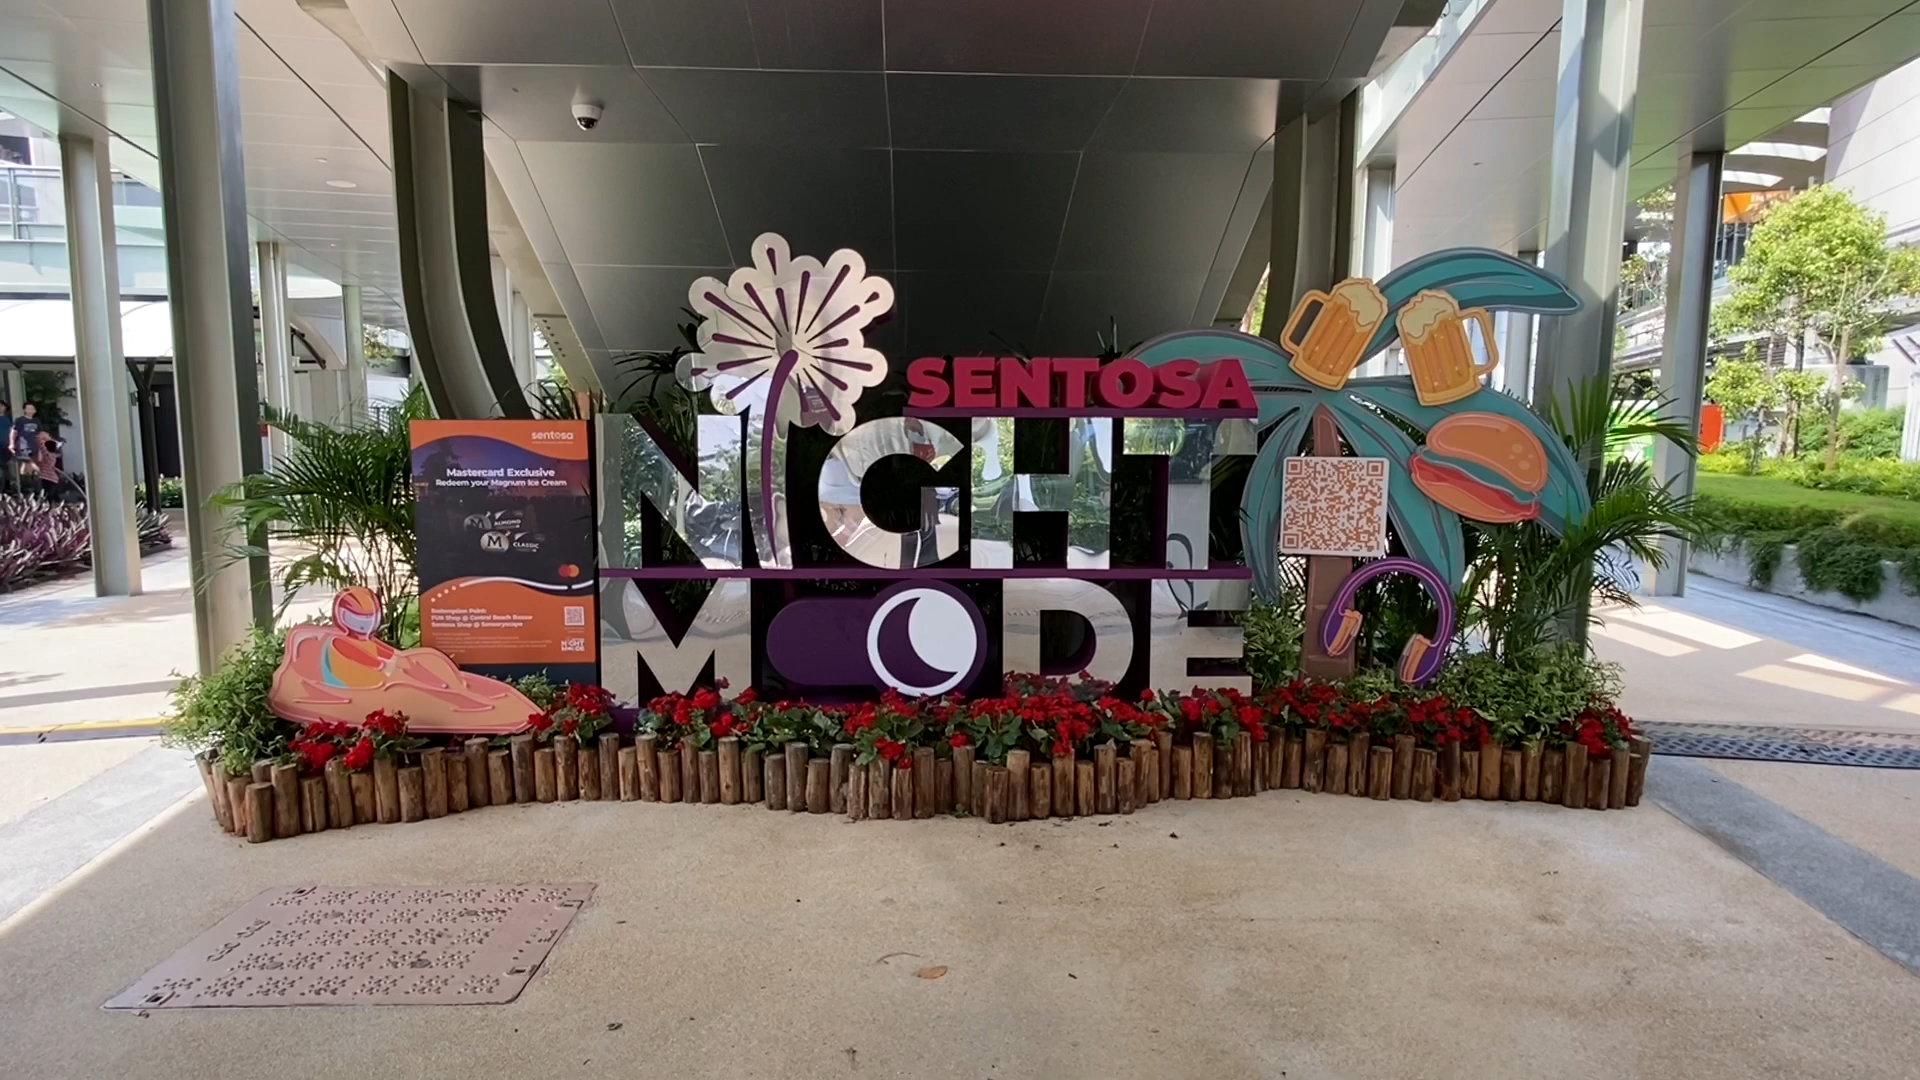 SENTOSA
NIGHT
MODE
sentosa
Mastercard Exclusive
Redeem your Magnum Ice Cream
M ALMOND
M CLASSIC
Redemption Point:
FUN Shop @ Central Beach Bazaar
Sentosa Shop @ Sensoryscape
NIGHT
MODE